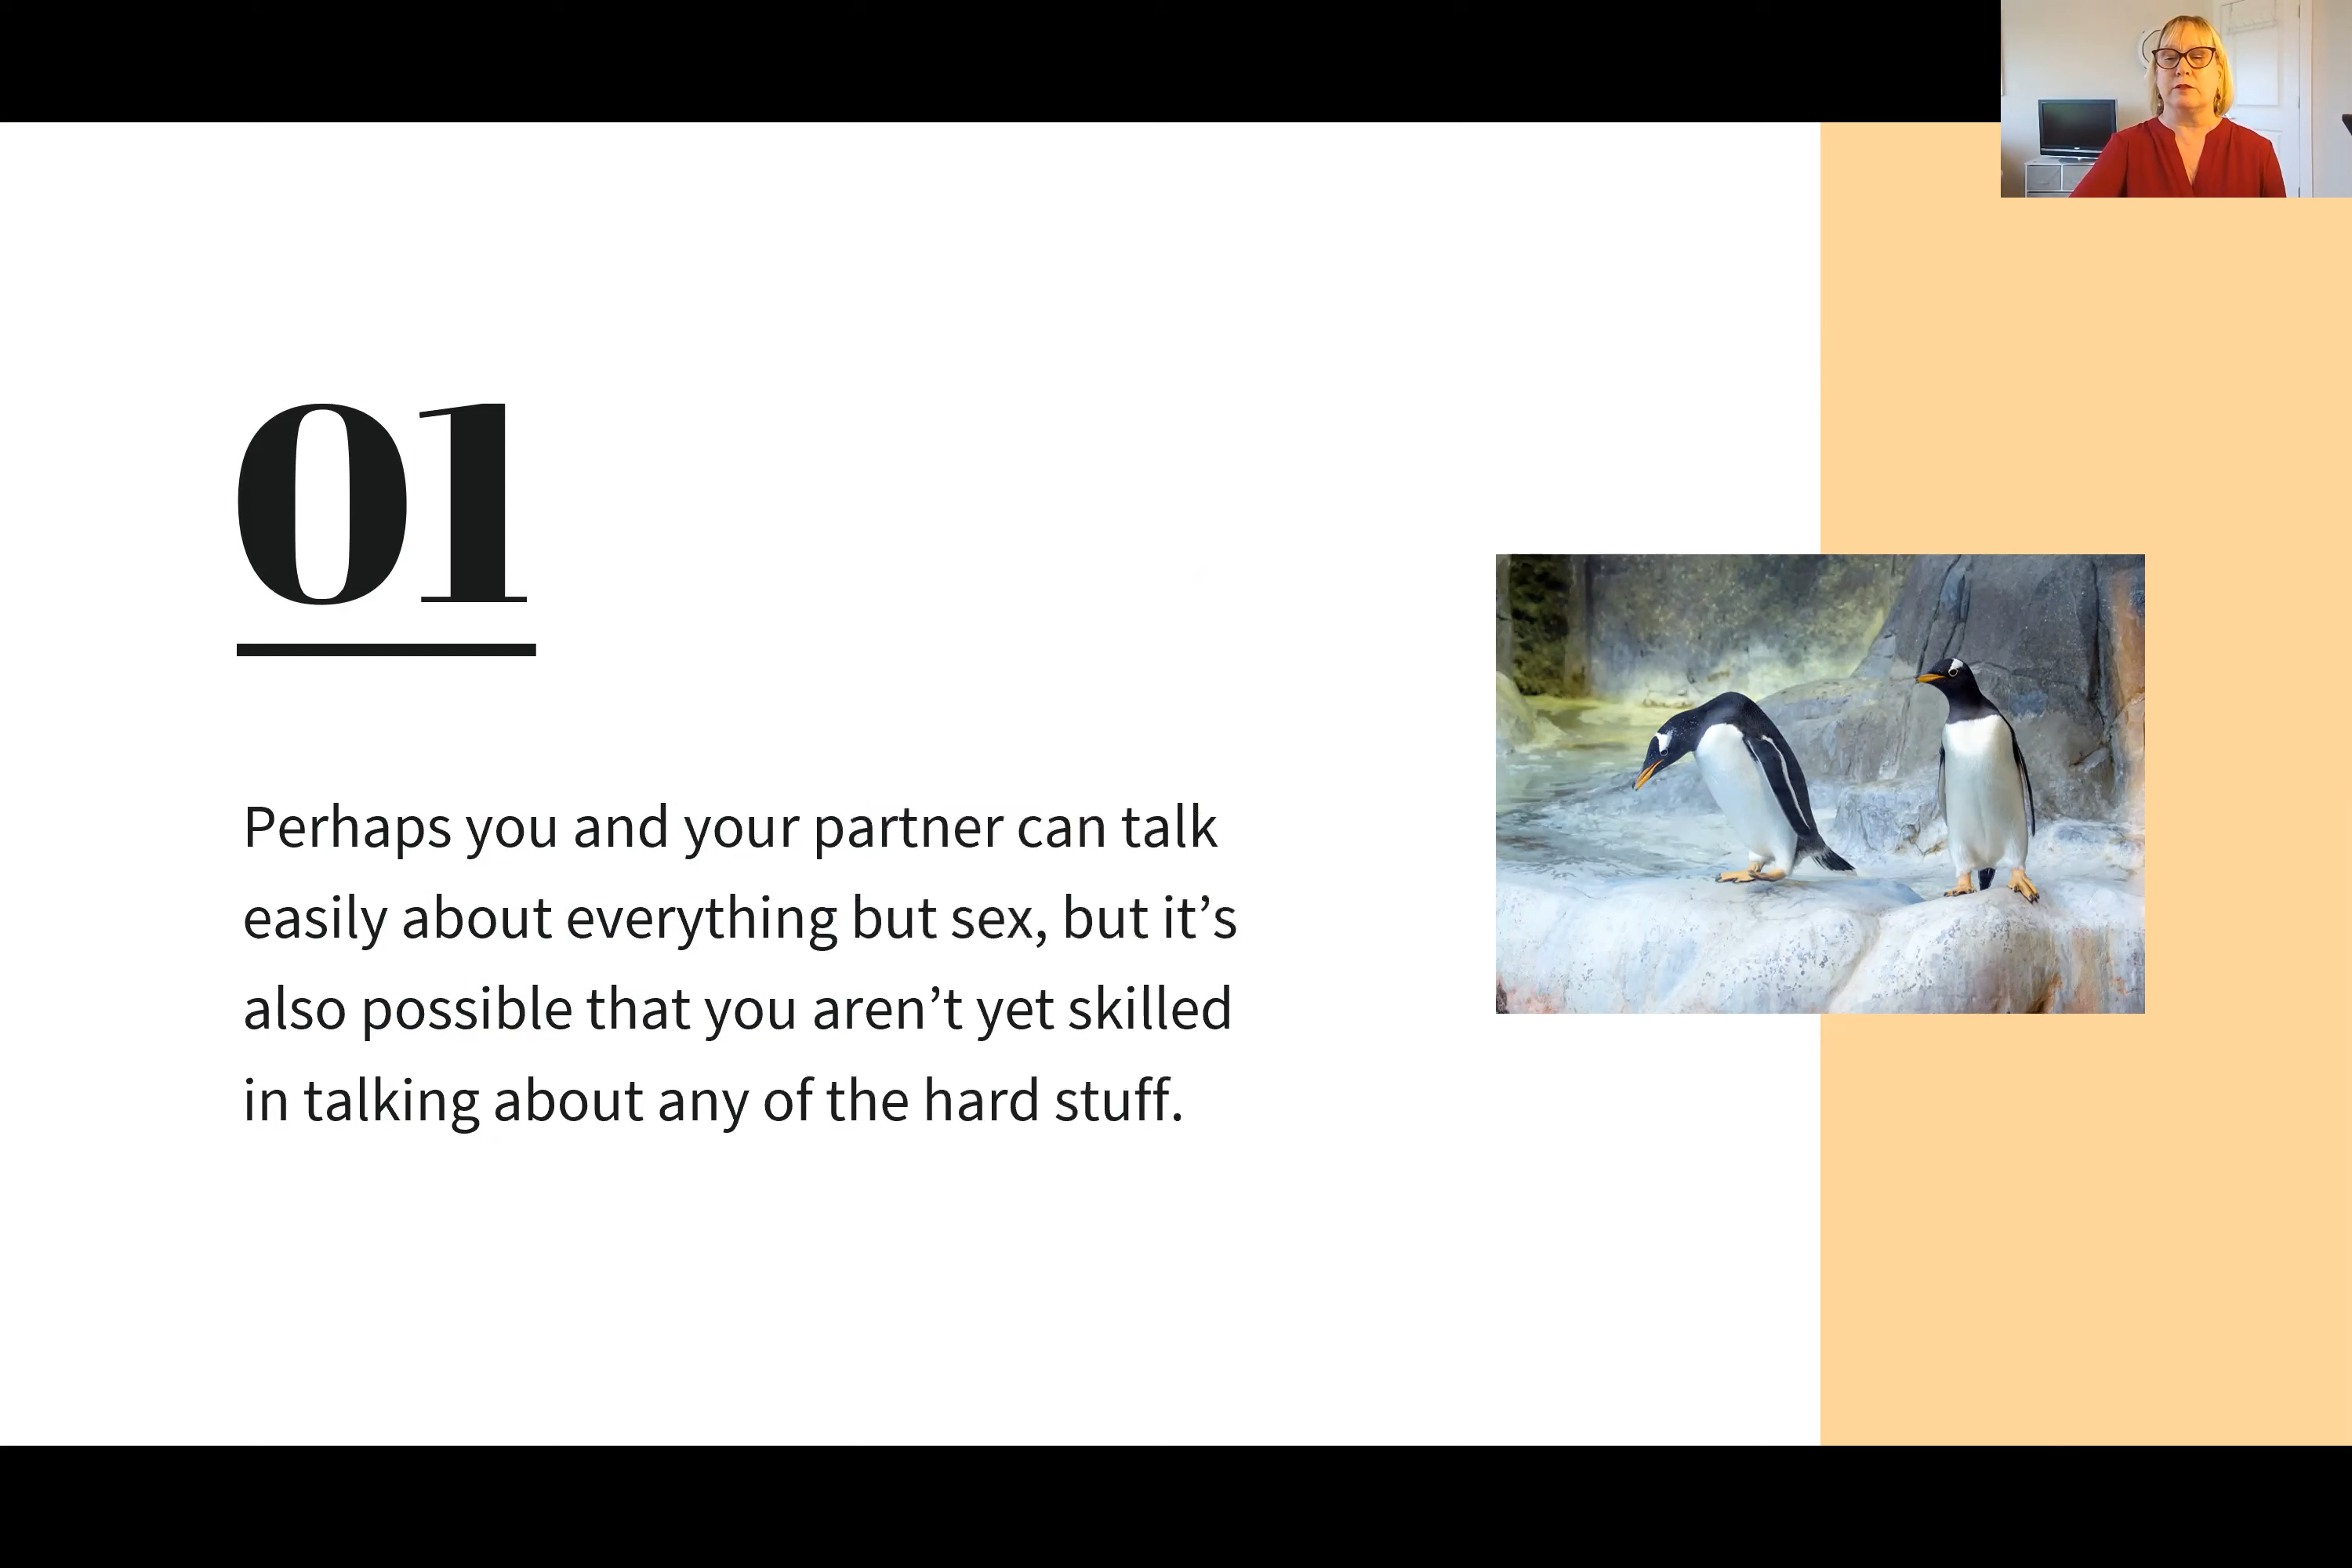 01
Perhaps you and your partner can talk
easily about everything but sex, but it’s
also possible that you aren’t yet skilled
in talking about any of the hard stuff.